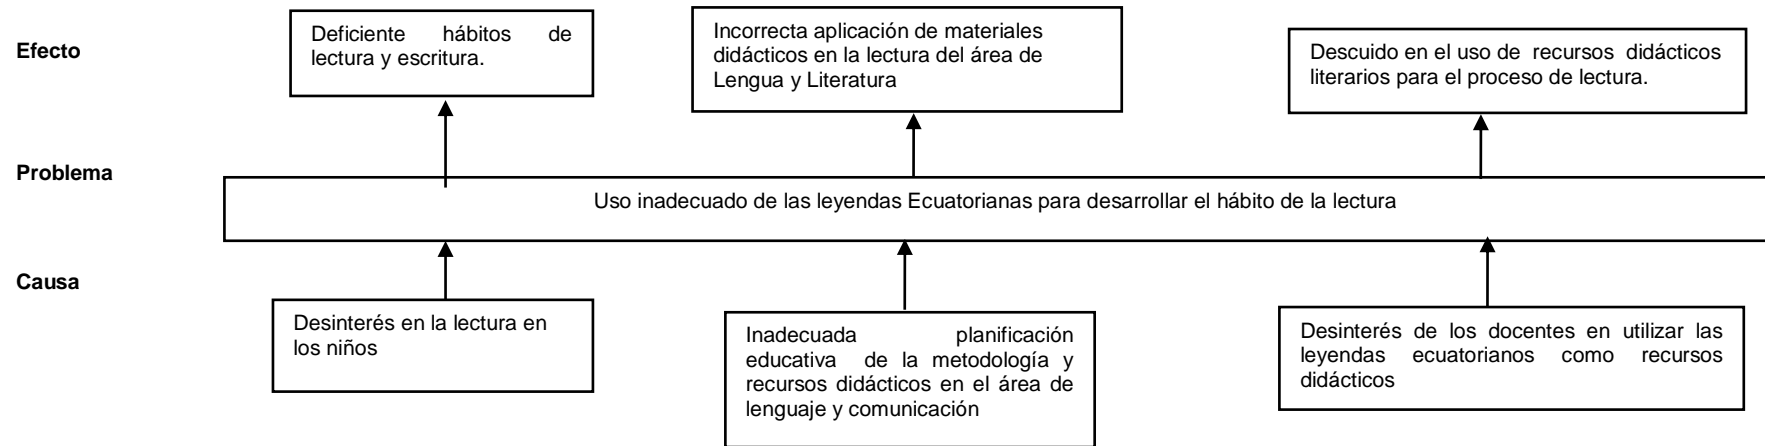 Efecto
Deficiente hábitos de
lectura y escritura.
Incorrecta aplicación de materiales
didácticos en la lectura del área de
Lengua y Literatura
Descuido en el uso de recursos didácticos
literarios para el proceso de lectura.
Problema
Uso inadecuado de las leyendas Ecuatorianas para desarrollar el hábito de la lectura
Causa
Desinterés en la lectura en
los niños
Inadecuada planificación
educativa de la metodología y
recursos didácticos en el área de
lenguaje y comunicación
Desinterés de los docentes en utilizar las
leyendas ecuatorianos como recursos
didácticos